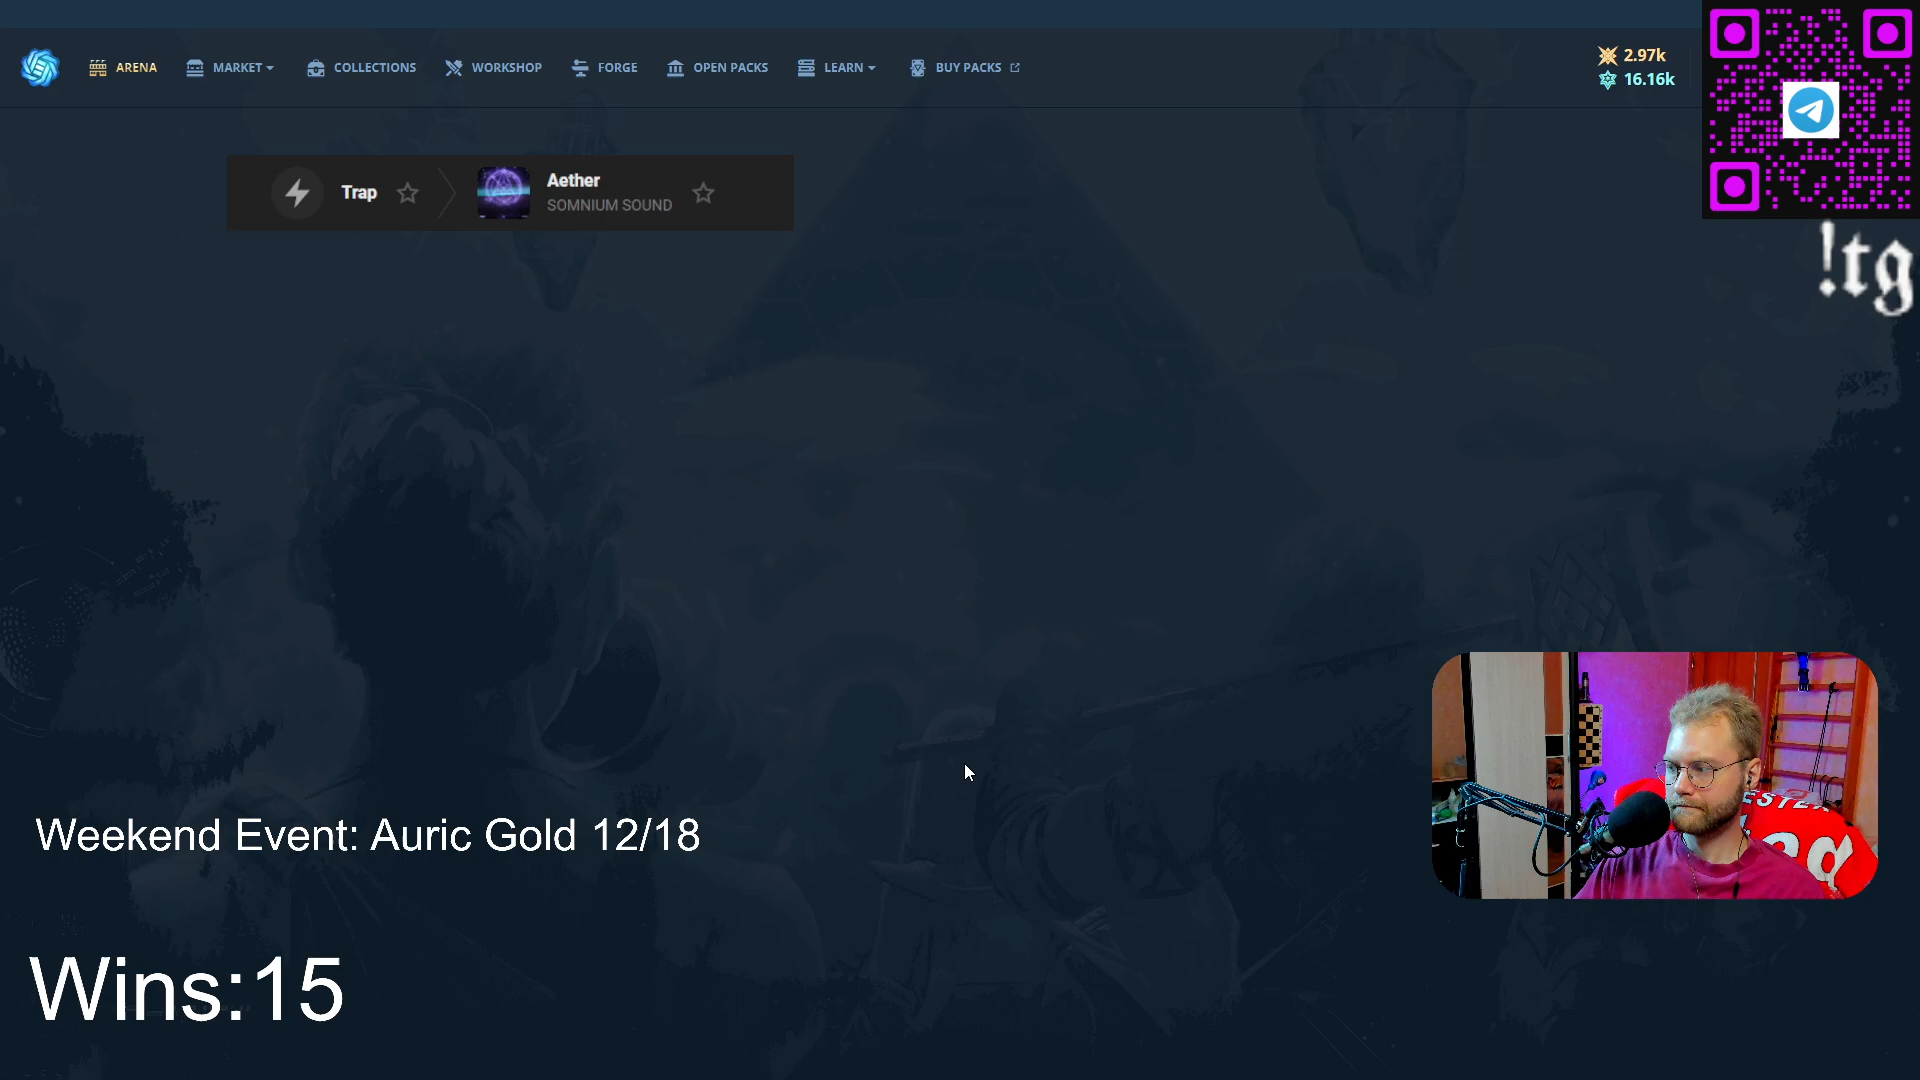 ARENA
MARKET
COLLECTIONS
WORKSHOP
FORGE
OPEN PACKS
LEARN
BUY PACKS
2.97k
16.16k
Trap
Aether
SOMNIUM SOUND
!tg
Weekend Event: Auric Gold 12/18
Wins:15